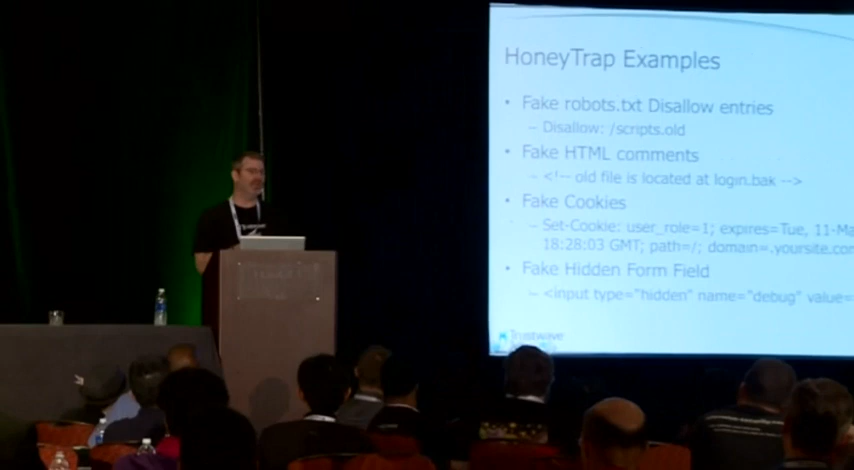 HoneyTrap Examples
• Fake robots.txt Disallow entries
– Disallow: /scripts.old
• Fake HTML comments
– <!-- old file is located at login.bak -->
• Fake Cookies
– Set-Cookie: user_role=1; expires=Tue, 11-Ma
18:28:03 GMT; path=/; domain=.yoursite.com
• Fake Hidden Form Field
– <input type="hidden" name="debug" value=
Trustwave